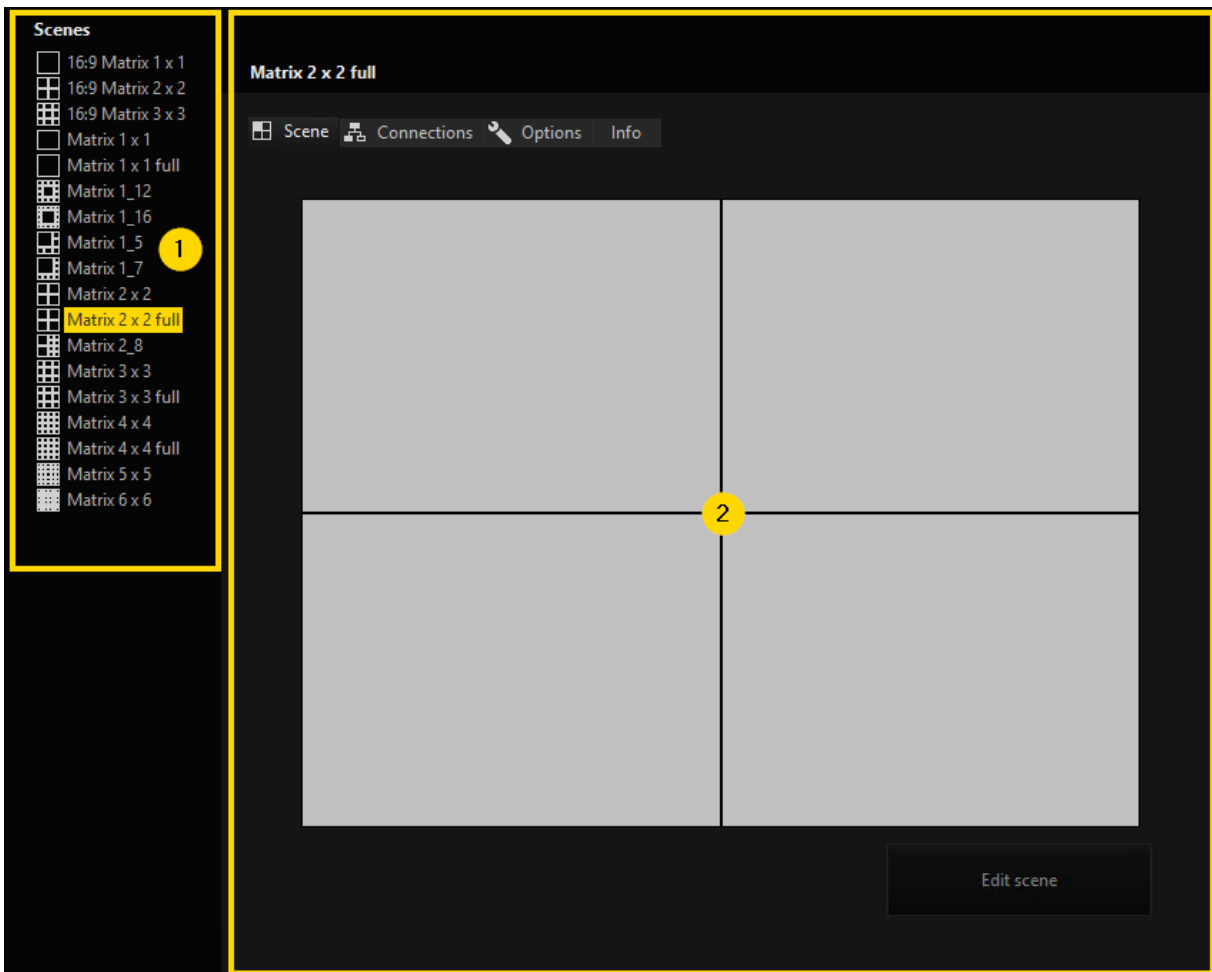 Scenes
16:9 Matrix 1 x 1
16:9 Matrix 2 x 2
16:9 Matrix 3 x 3
Matrix 1 x 1
Matrix 1 x 1 full
Matrix 1_12
Matrix 1_16
Matrix 1_5
1
Matrix 1_7
Matrix 2 x 2
Matrix 2 x 2 full
Matrix 2_8
Matrix 3 x 3
Matrix 3 x 3 full
Matrix 4 x 4
Matrix 4 x 4 full
Matrix 5 x 5
Matrix 6 x 6
Matrix 2 x 2 full
Scene Connections Options Info
2
Edit scene